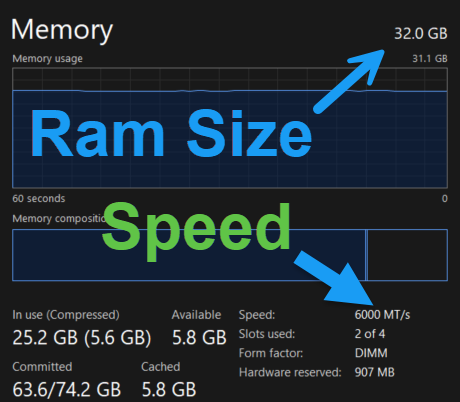 Memory
32.0 GB
Memory usage
31.1 GB
Ram Size
60 seconds
0
Speed
Memory composition
In use (Compressed)
25.2 GB (5.6 GB)
Available
5.8 GB
Speed:
6000 MT/s
Slots used:
2 of 4
Form factor:
DIMM
Hardware reserved:
907 MB
Committed
63.6/74.2 GB
Cached
5.8 GB